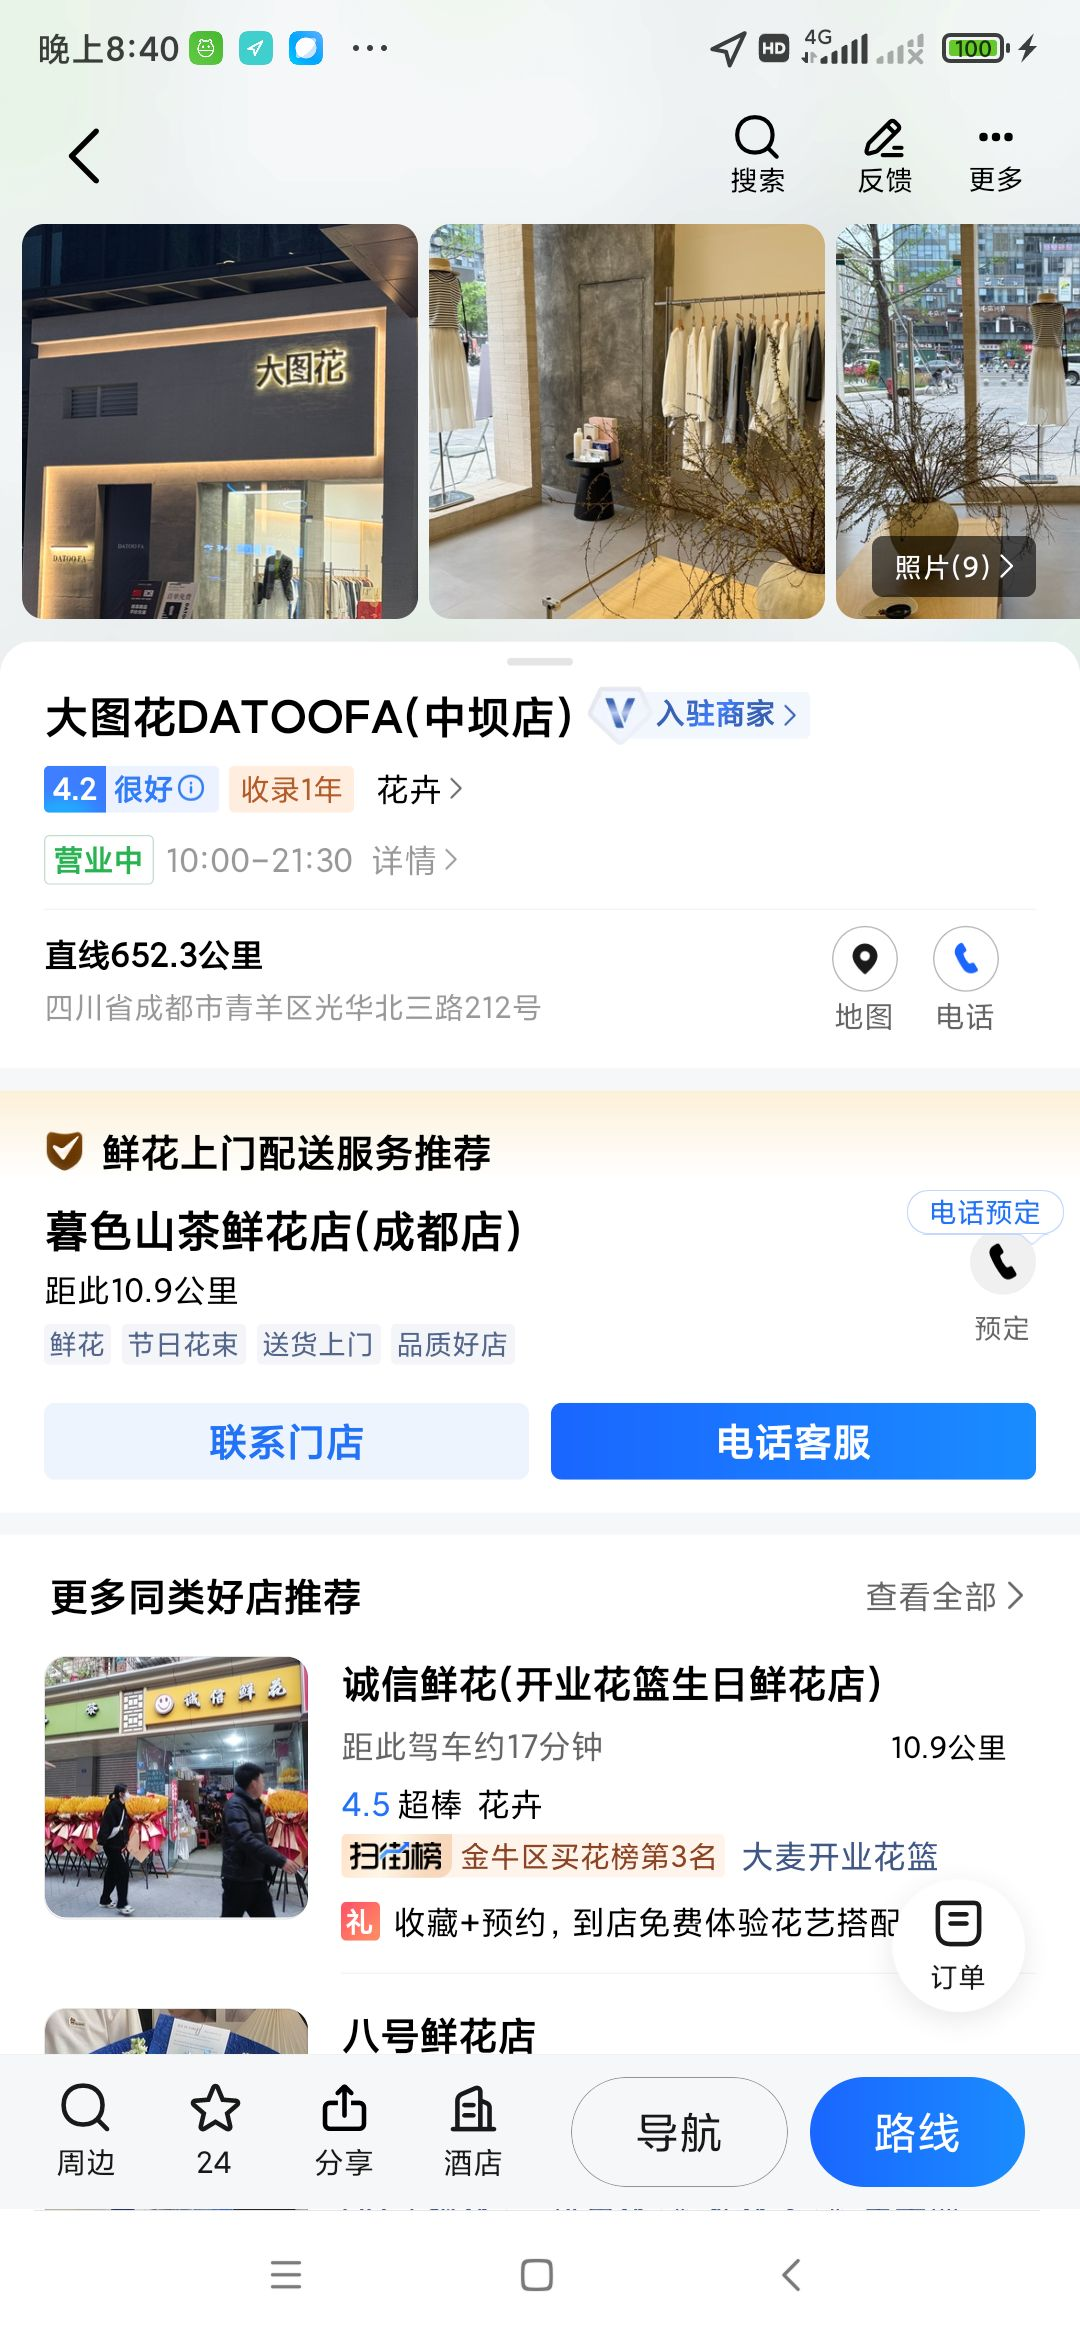 晚上8:40
HD 4G 100
搜索 反馈 更多
大图花
DATOOFA
DATOOFA
照片(9)
大图花DATOOFA(中坝店) 入驻商家
4.2 很好 收录1年 花卉
营业中 10:00-21:30 详情
直线652.3公里
四川省成都市青羊区光华北三路212号
地图 电话
鲜花上门配送服务推荐
暮色山茶鲜花店(成都店)
电话预定
距此10.9公里
预定
鲜花 节日花束 送货上门 品质好店
联系门店 电话客服
更多同类好店推荐 查看全部
茶 诚信鲜花
诚信鲜花(开业花篮生日鲜花店)
距此驾车约17分钟 10.9公里
4.5 超棒 花卉
扫街榜 金牛区买花榜第3名 大麦开业花篮
礼 收藏+预约，到店免费体验花艺搭配
订单
八号鲜花店
周边 24 分享 酒店 导航 路线